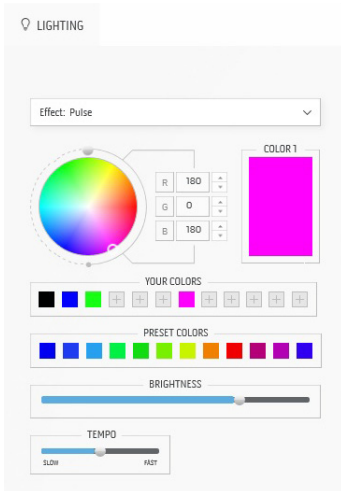 LIGHTING
Effect: Pulse
COLOR 1
R 180
G 0
B 180
YOUR COLORS
PRESET COLORS
BRIGHTNESS
TEMPO
SLOW FAST